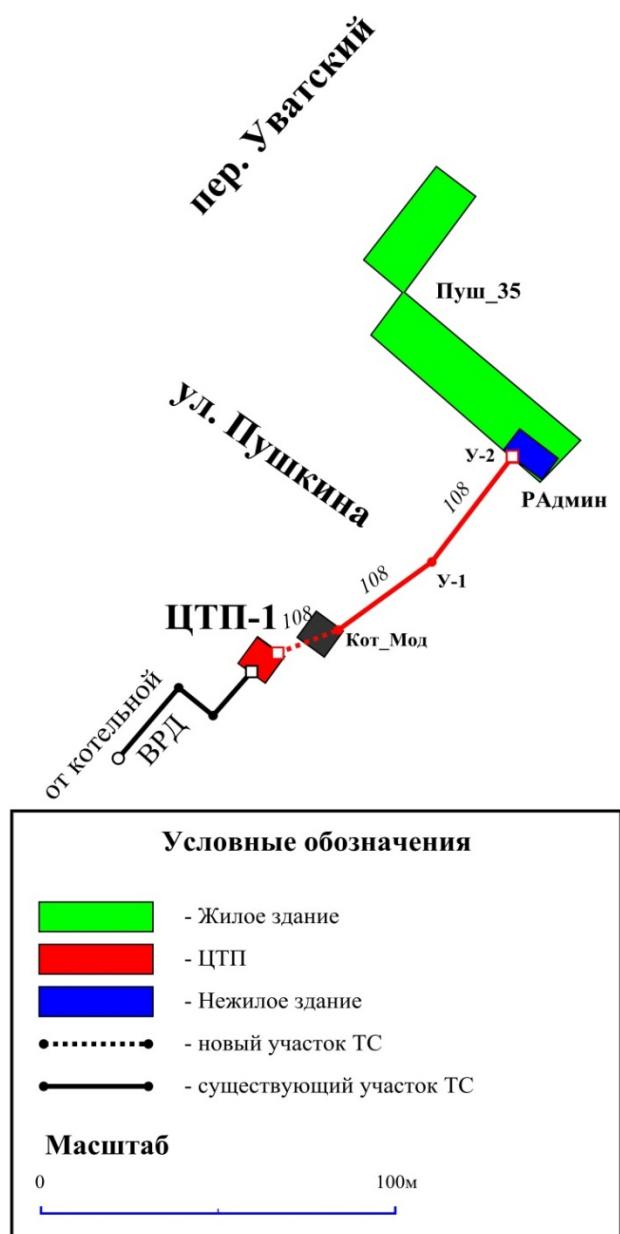 пер. Уватский
Пуш_35
ул. Пушкина
У-2
РАдмин
108
У-1
108
108
ЦТП-1
Кот_Мод
от котельной
ВРД
Условные обозначения
- Жилое здание
- ЦТП
- Нежилое здание
- новый участок ТС
- существующий участок ТС
Масштаб
0 100м